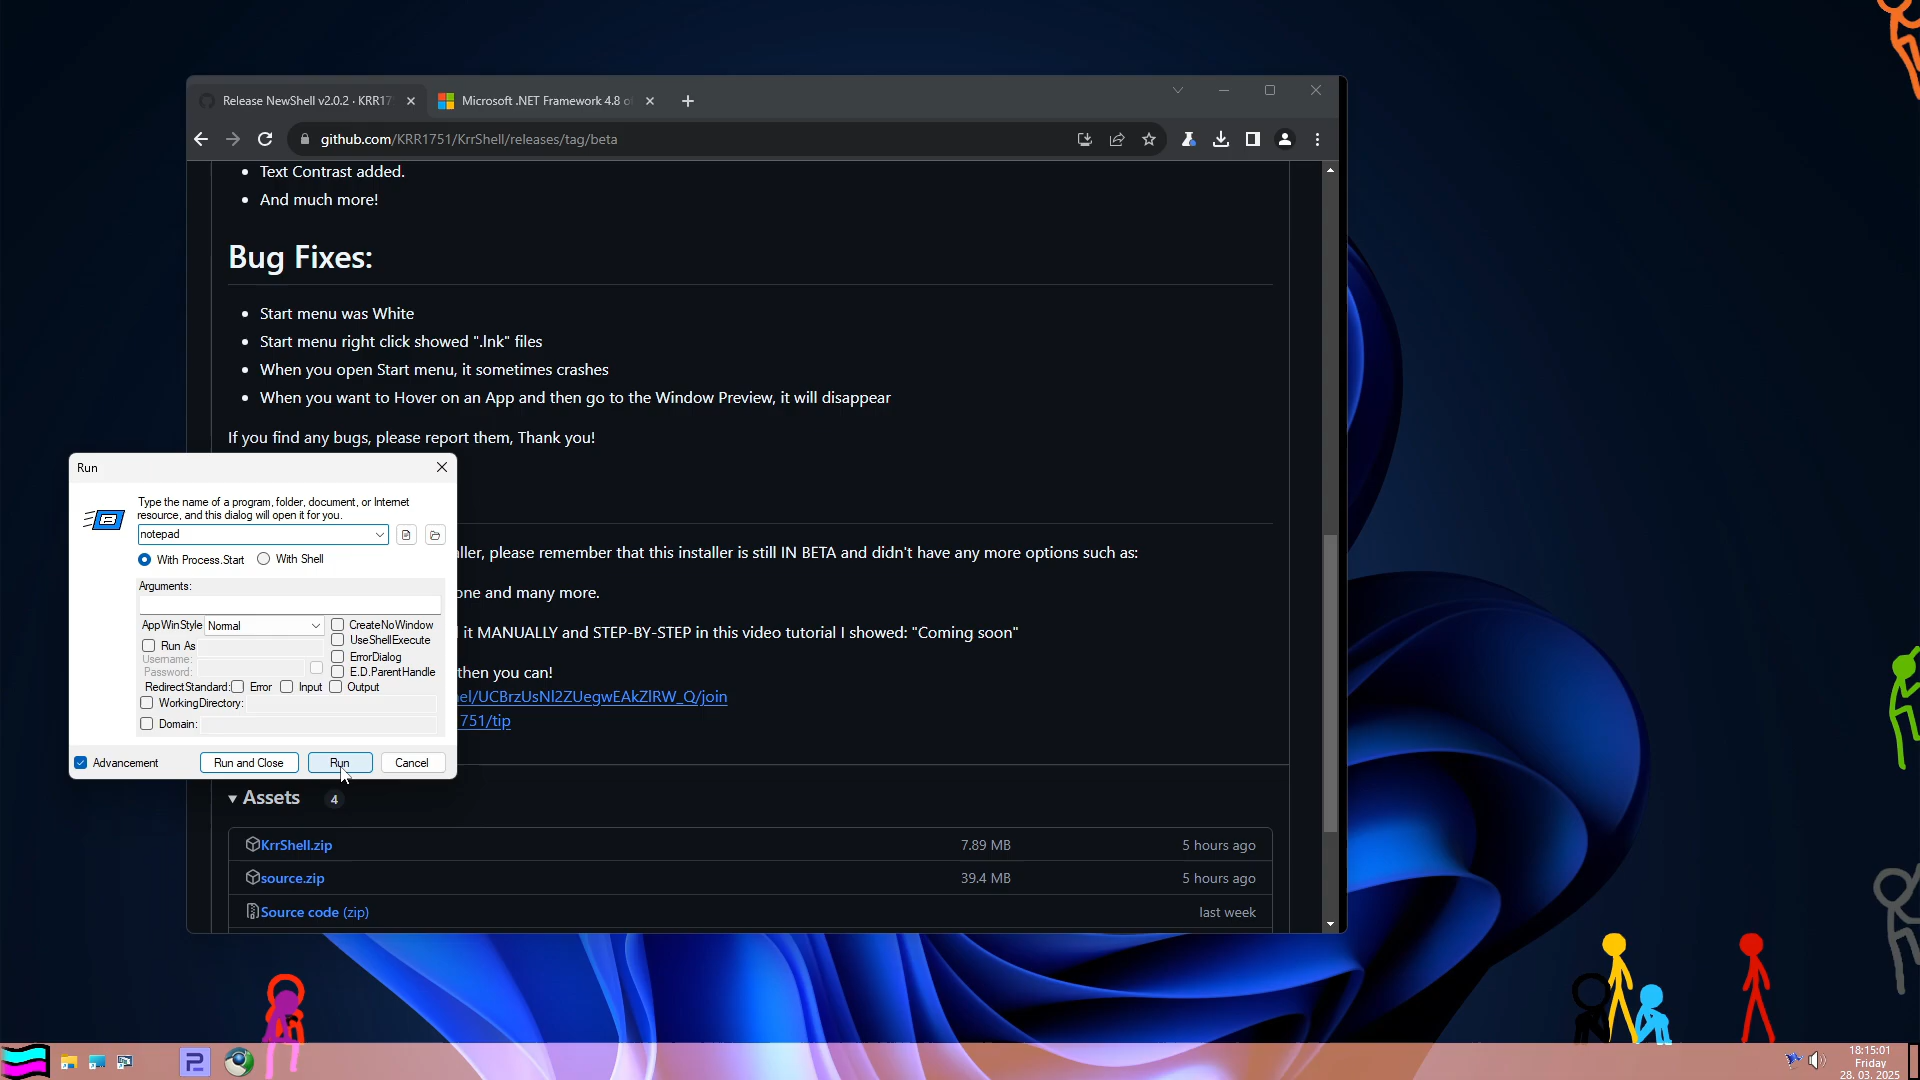 Release NewShell v2.0.2 · KRR17
Microsoft .NET Framework 4.8 o
github.com/KRR1751/KrrShell/releases/tag/beta
Text Contrast added.
And much more!
Bug Fixes:
Start menu was White
Start menu right click showed ".lnk" files
When you open Start menu, it sometimes crashes
When you want to Hover on an App and then go to the Window Preview, it will disappear
If you find any bugs, please report them, Thank you!
Run
Type the name of a program, folder, document, or Internet
resource, and this dialog will open it for you.
notepad
With Process.Start
With Shell
Arguments:
AppWinStyle
Normal
CreateNoWindow
UseShellExecute
Run As
ErrorDialog
Username:
Password:
E.D.ParentHandle
RedirectStandard:
Error
Input
Output
WorkingDirectory:
Domain:
Advancement
Run and Close
Run
Cancel
ller, please remember that this installer is still IN BETA and didn't have any more options such as:
one and many more.
it MANUALLY and STEP-BY-STEP in this video tutorial I showed: "Coming soon"
then you can!
el/UCBrzUsNl2ZUegwEAkZIRW_Q/join
751/tip
Assets 4
KrrShell.zip 7.89 MB 5 hours ago
source.zip 39.4 MB 5 hours ago
Source code (zip) last week
18:15:01
Friday
28. 03. 2025